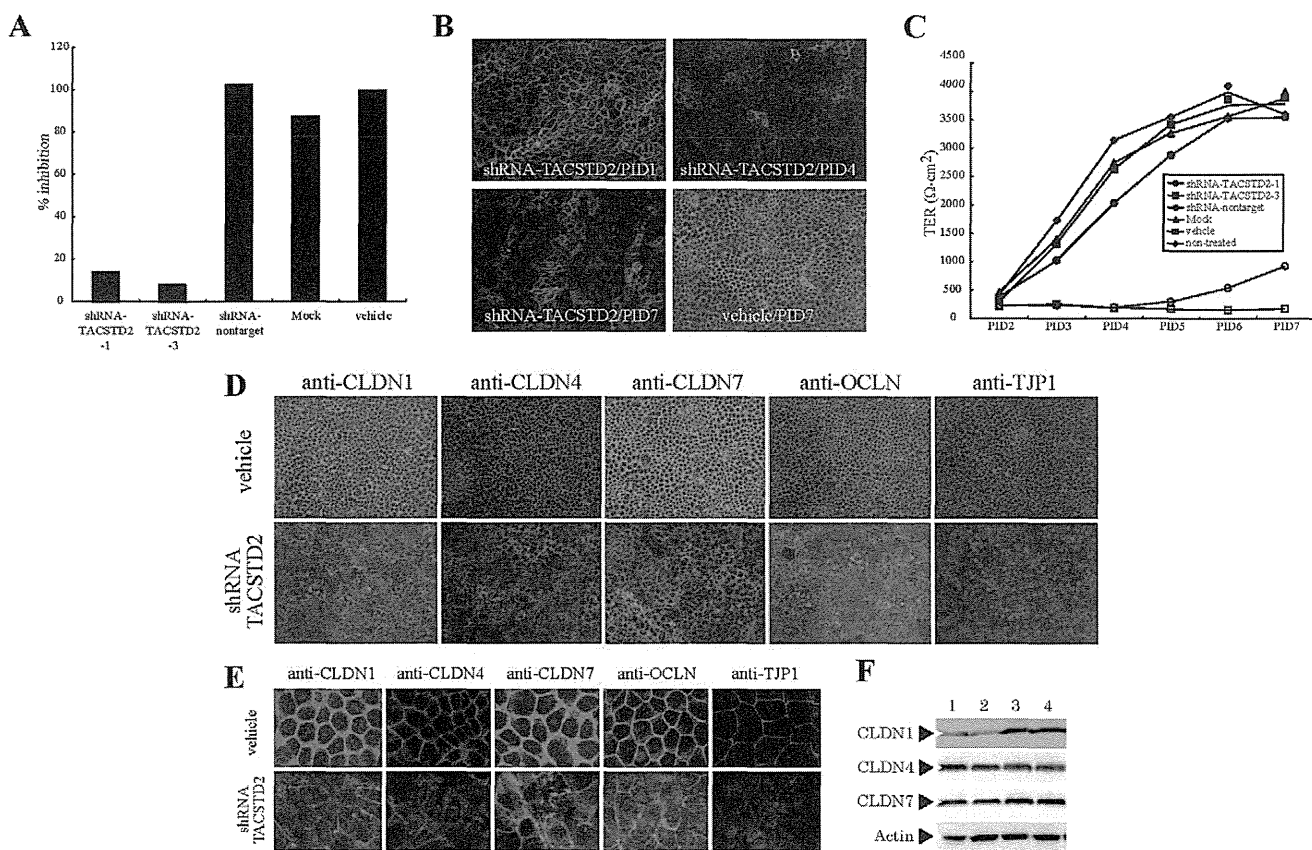 A
120
100
80
60
40
20
0
% inhibition
shRNA-
TACSTD2
-1
shRNA-
TACSTD2
-3
shRNA-
nontarget
Mock
vehicle
B
shRNA-TACSTD2/PID1
shRNA-TACSTD2/PID4
shRNA-TACSTD2/PID7
vehicle/PID7
C
4500
4000
3500
3000
2500
2000
1500
1000
500
0
TER (Ω·cm²)
shRNA-TACSTD2-1
shRNA-TACSTD2-3
shRNA-nontarget
Mock
vehicle
non-treated
PID2
PID3
PID4
PID5
PID6
PID7
D
anti-CLDN1
anti-CLDN4
anti-CLDN7
anti-OCLN
anti-TJP1
vehicle
shRNA
TACSTD2
E
anti-CLDN1
anti-CLDN4
anti-CLDN7
anti-OCLN
anti-TJP1
vehicle
shRNA
TACSTD2
F
1 2 3 4
CLDN1
CLDN4
CLDN7
Actin